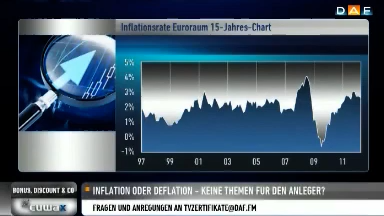 DAF
Inflationsrate Euroraum 15-Jahres-Chart
5%
4%
3%
2%
1%
0%
-1%
97 99 01 03 05 07 09 11
BONUS, DISCOUNT & CO
euwax
INFLATION ODER DEFLATION - KEINE THEMEN FÜR DEN ANLEGER?
FRAGEN UND ANREGUNGEN AN TVZERTIFIKATE@DAF.FM